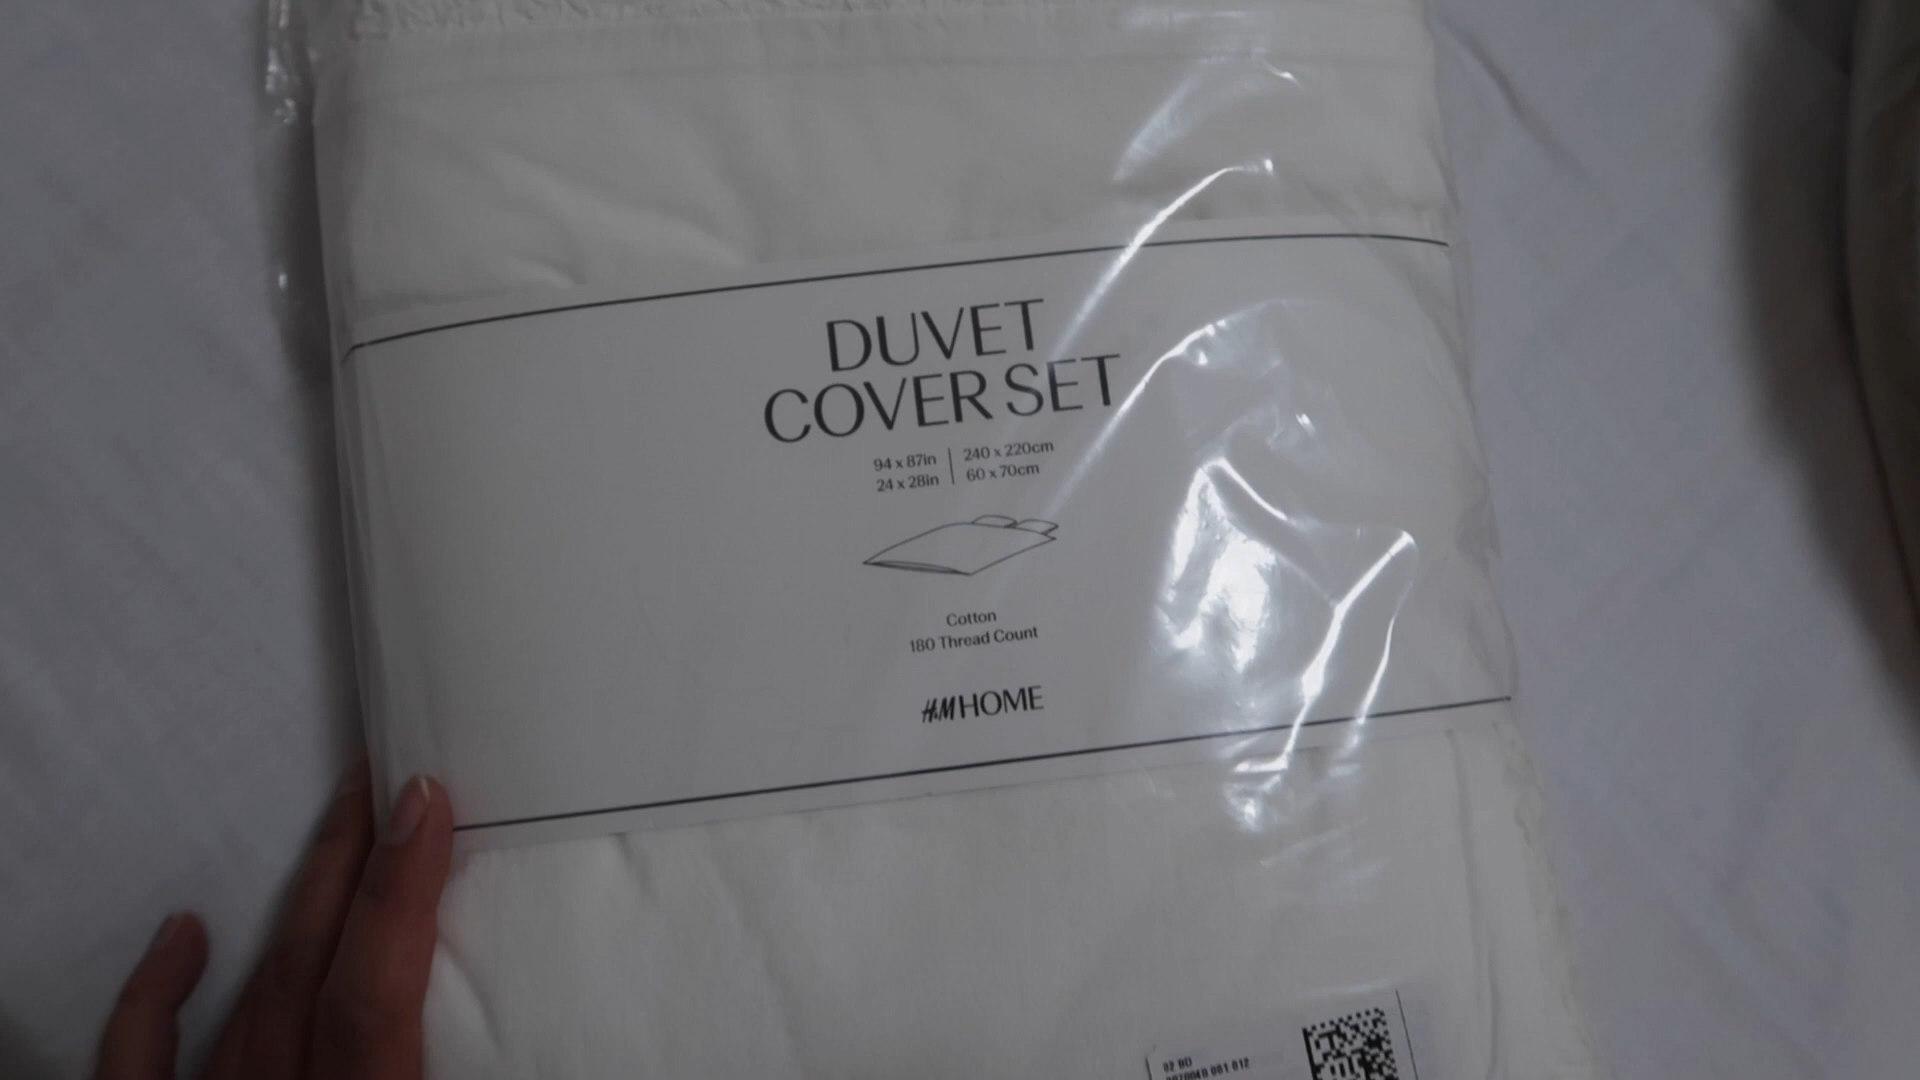 DUVET
COVER SET
94 x 87in | 240 x 220cm
24 x 28in | 60 x 70cm
Cotton
180 Thread Count
H&M HOME